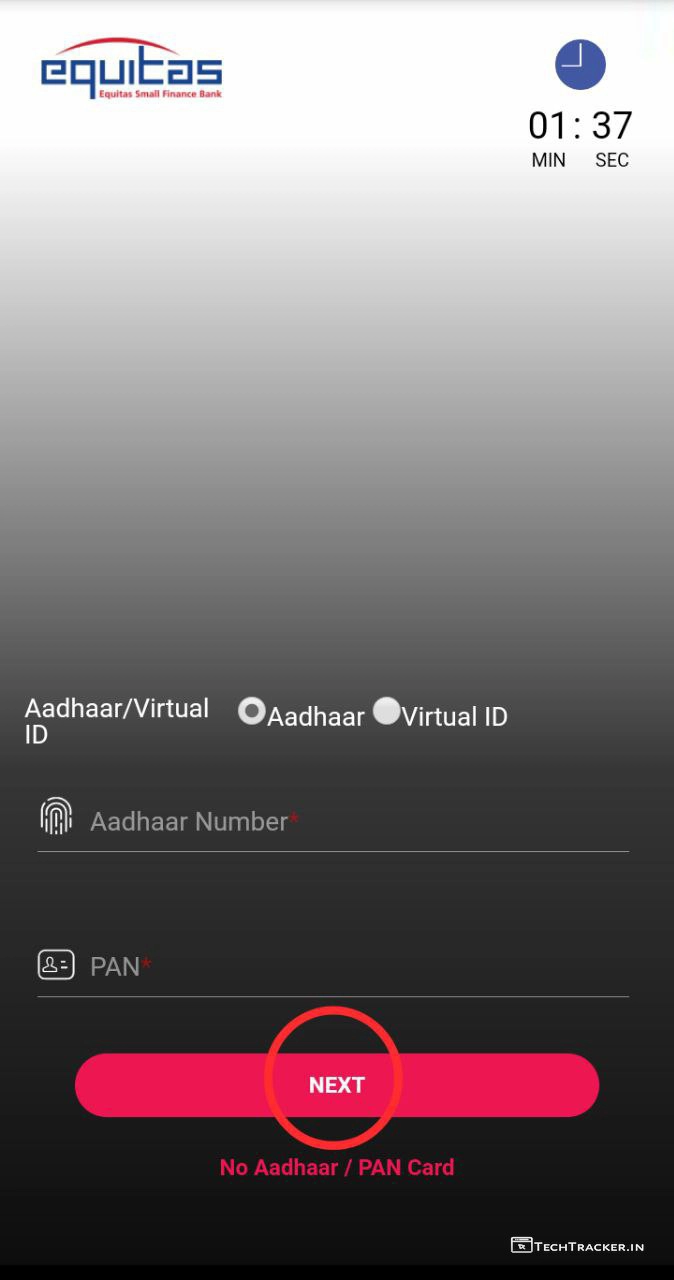 equitas
Equitas Small Finance Bank
01 : 37
MIN SEC
Aadhaar/Virtual ID
Aadhaar Virtual ID
Aadhaar Number*
PAN*
NEXT
No Aadhaar / PAN Card
TECHTRACKER.IN